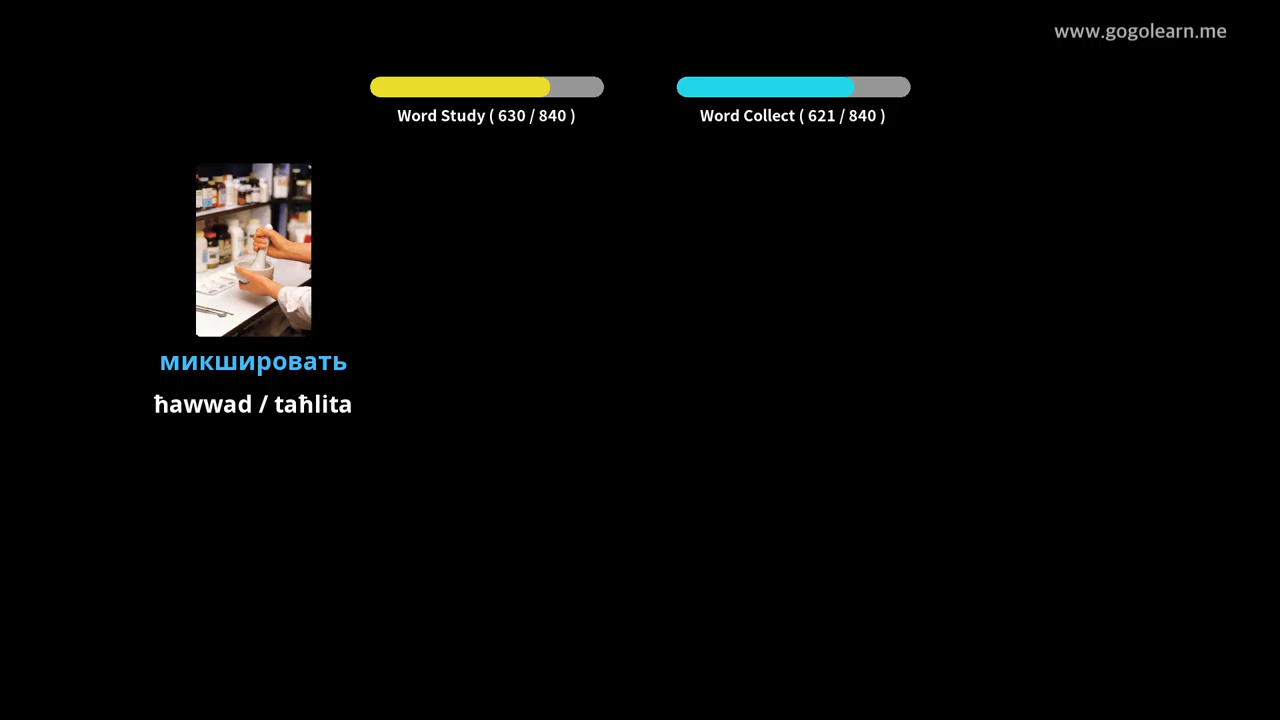 www.gogolearn.me
Word Study ( 630 / 840 )
Word Collect ( 621 / 840 )
микшировать
ħawwad / taħlita